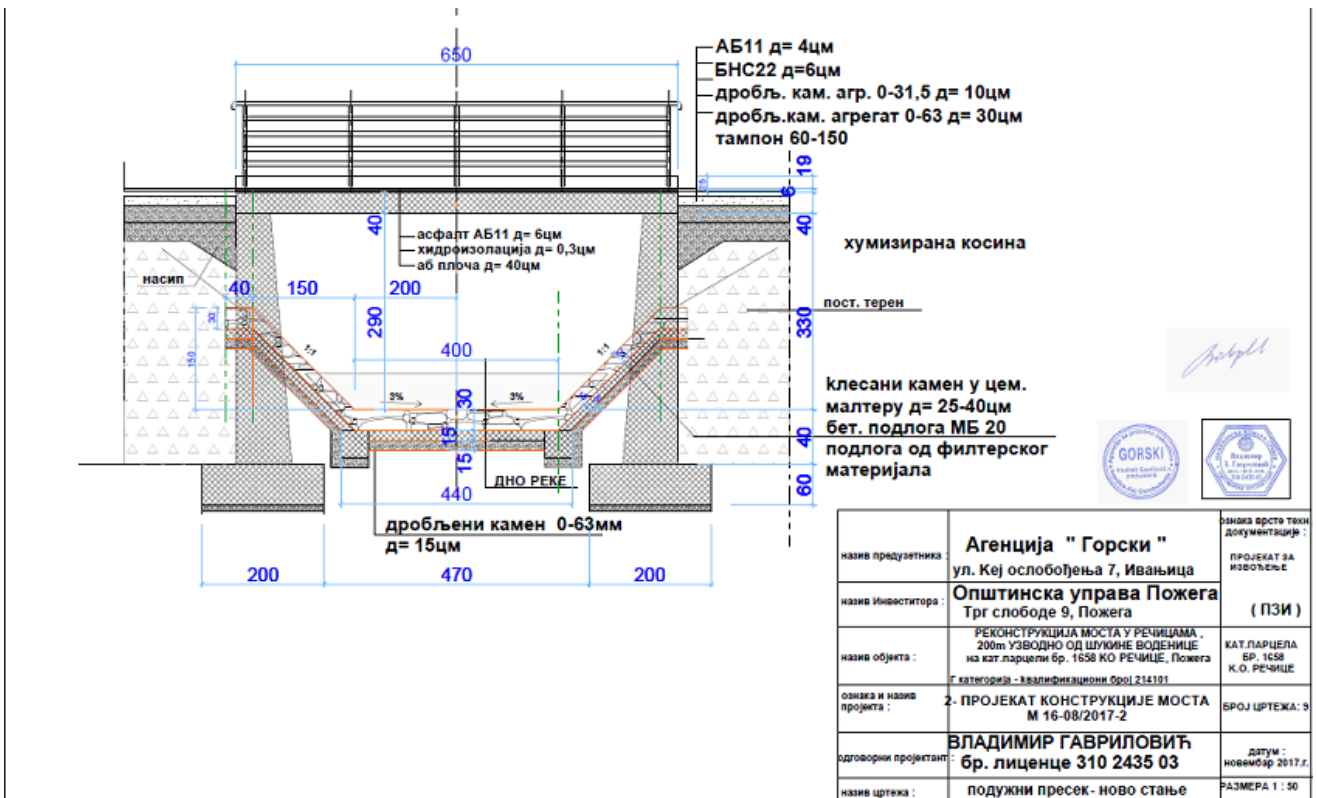 650
АБ11 д= 4цм
БНС22 д=6цм
дробљ. кам. агр. 0-31,5 д= 10цм
дробљ.кам. агрегат 0-63 д= 30цм
тампон 60-150
19
6
40
40
асфалт АБ11 д= 6цм
хидроизолација д= 0,3цм
аб плоча д= 40цм
хумизирана косина
насип
40
150
200
290
30
150
330
пост. терен
400
1:1
1:1
3%
3%
30
15
15
клесани камен у цем.
малтеру д= 25-40цм
бет. подлога МБ 20
подлога од филтерског
материјала
40
60
ДНО РЕКЕ
440
дробљени камен 0-63мм
д= 15цм
200
470
200
GORSKI
назив предузетника :
Агенција " Горски "
ул. Кеј ослобођења 7, Ивањица
ознака врсте техн.
документације :
ПРОЈЕКАТ ЗА
ИЗВОЂЕЊЕ
назив Инвеститора :
Општинска управа Пожега
Трг слободе 9, Пожега
( ПЗИ )
назив објекта :
РЕКОНСТРУКЦИЈА МОСТА У РЕЧИЦАМА ,
200m УЗВОДНО ОД ШУКИНЕ ВОДЕНИЦЕ
на кат.парцели бр. 1658 КО РЕЧИЦЕ, Пожега
Г категорија - квалификациони број 214101
КАТ.ПАРЦЕЛА
БР. 1658
К.О. РЕЧИЦЕ
ознака и назив
пројекта :
2- ПРОЈЕКАТ КОНСТРУКЦИЈЕ МОСТА
М 16-08/2017-2
БРОЈ ЦРТЕЖА: 9
одговорни пројектант :
ВЛАДИМИР ГАВРИЛОВИЋ
бр. лиценце 310 2435 03
датум :
новембар 2017.г.
назив цртежа :
подужни пресек- ново стање
РАЗМЕРА 1 : 50